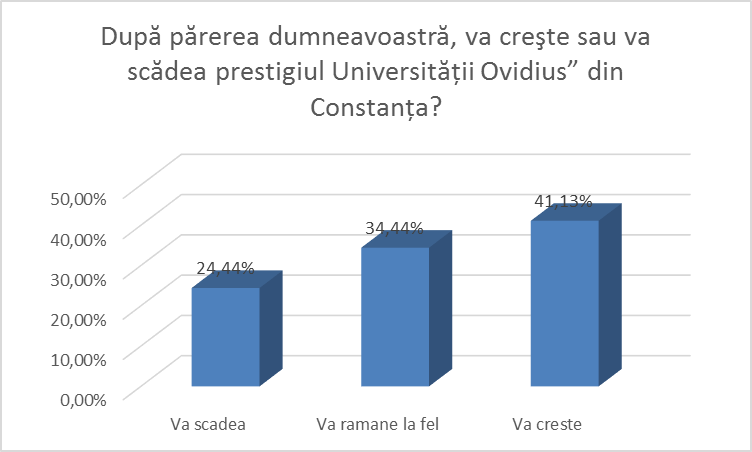 După părerea dumneavoastră, va creşte sau va
scădea prestigiul Universității Ovidius” din
Constanța?
50,00%
40,00%
30,00%
20,00%
10,00%
0,00%
24,44%
34,44%
41,13%
Va scadea
Va ramane la fel
Va creste